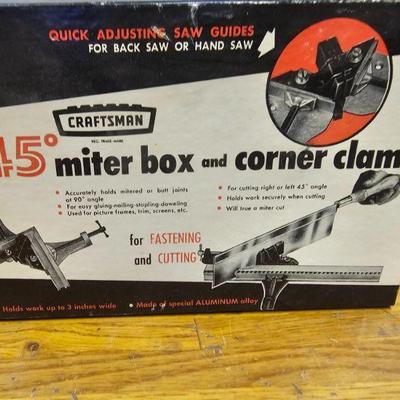 QUICK ADJUSTING SAW GUIDES
FOR BACK SAW OR HAND SAW
CRAFTSMAN
REG. TRADE-MARK
45° miter box and corner clam
• Accurately holds mitered or butt joints
at 90° angle
• For easy gluing-nailing-stapling-doweling
• Used for picture frames, trim, screens, etc.
• For cutting right or left 45° angle
• Holds work securely when cutting
• Will true a miter cut
for FASTENING
and CUTTING
Holds work up to 3 inches wide • Made of special ALUMINUM alloy